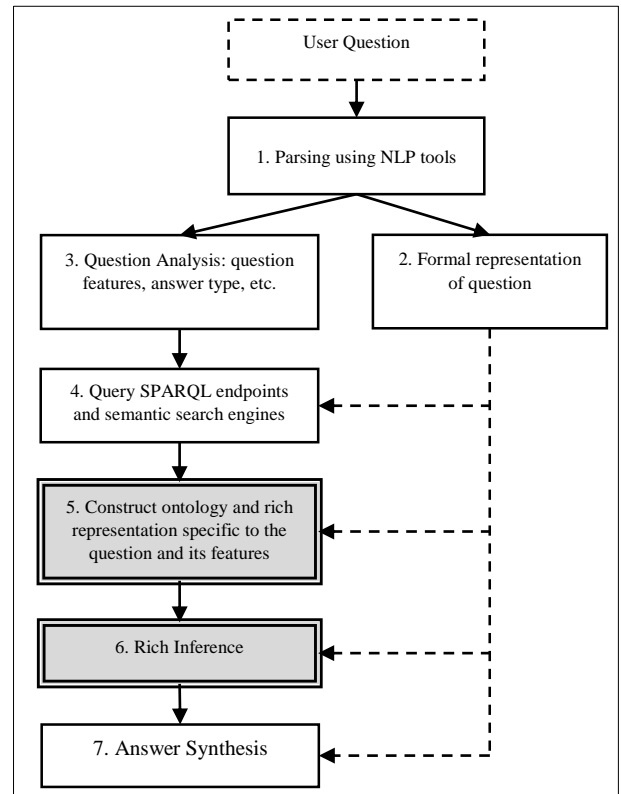 User Question
1. Parsing using NLP tools
3. Question Analysis: question
features, answer type, etc.
2. Formal representation
of question
4. Query SPARQL endpoints
and semantic search engines
5. Construct ontology and rich
representation specific to the
question and its features
6. Rich Inference
7. Answer Synthesis